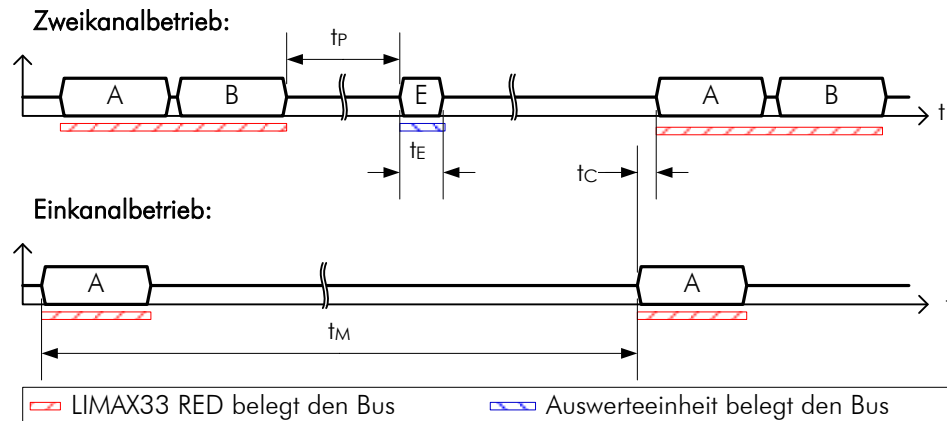 Zweikanalbetrieb:
tP
A B E A B
t
tE
tC
Einkanalbetrieb:
A A
tM
LIMAX33 RED belegt den Bus Auswerteeinheit belegt den Bus